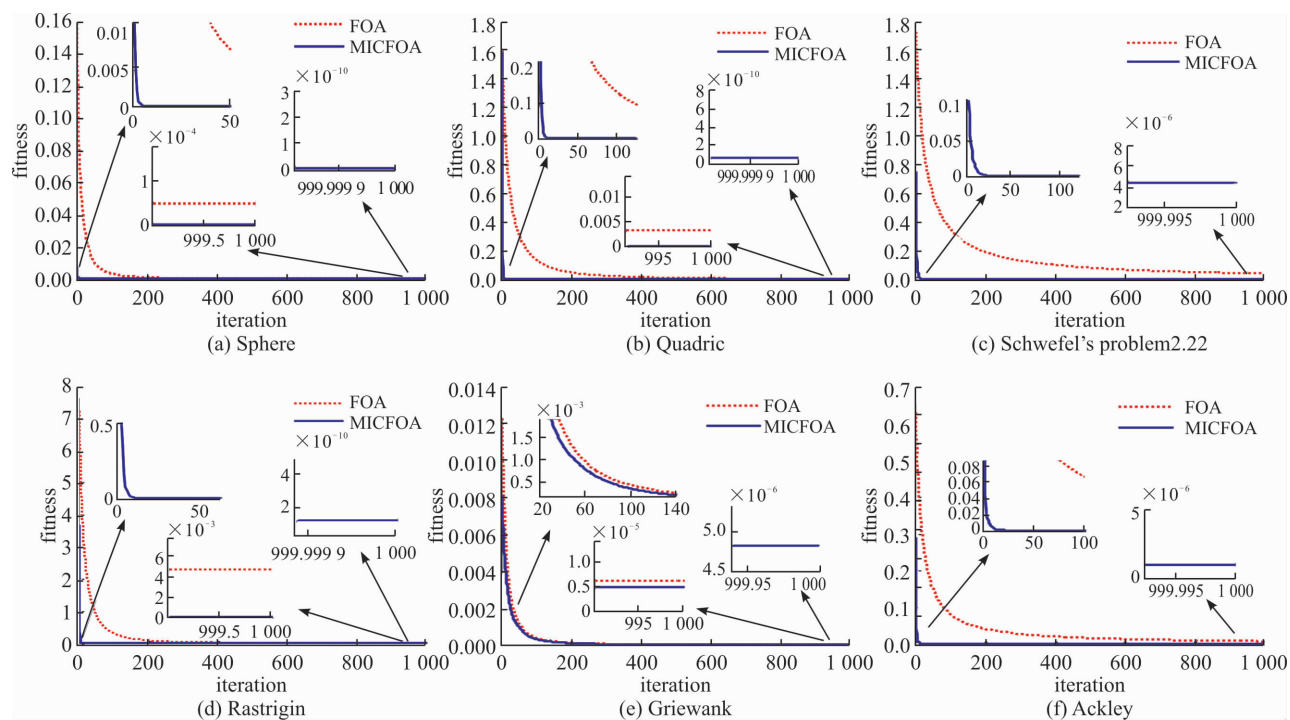 0.16
0.14
0.12
0.10
0.08
0.06
0.04
0.02
0.00
fitness
0.01
0.005
0
0 50
FOA
MICFOA
×10⁻¹⁰
3
2
1
0
999.999 9 1 000
×10⁻⁴
1
0
999.5 1 000
0 200 400 600 800 1 000
iteration
(a) Sphere
1.8
1.6
1.4
1.2
1.0
0.8
0.6
0.4
0.2
0.0
fitness
0.2
0.1
0
0 50 100
FOA
MICFOA
×10⁻¹⁰
8
6
4
2
0
999.999 9 1 000
0.01
0.005
0
995 1 000
0 200 400 600 800 1 000
iteration
(b) Quadric
1.8
1.6
1.4
1.2
1.0
0.8
0.6
0.4
0.2
0.0
fitness
FOA
MICFOA
0.1
0.05
0
0 50 100
×10⁻⁶
8
6
4
2
999.995 1 000
0 200 400 600 800 1 000
iteration
(c) Schwefel's problem2.22
8
7
6
5
4
3
2
1
0
fitness
0.5
0
0 50
FOA
MICFOA
×10⁻¹⁰
4
2
999.999 9 1 000
×10⁻³
6
4
2
0
999.5 1 000
0 200 400 600 800 1 000
iteration
(d) Rastrigin
0.014
0.012
0.010
0.008
0.006
0.004
0.002
0
fitness
×10⁻³
1.5
1.0
0.5
0
20 60 100 140
FOA
MICFOA
×10⁻⁶
5.0
4.5
999.95 1 000
×10⁻⁵
1.0
0.5
0
995 1 000
0 200 400 600 800 1 000
iteration
(e) Griewank
0.7
0.6
0.5
0.4
0.3
0.2
0.1
0.0
fitness
FOA
MICFOA
0.08
0.06
0.04
0.02
0.00
0 50 100
×10⁻⁶
5
0
999.995 1 000
0 200 400 600 800 1 000
iteration
(f) Ackley